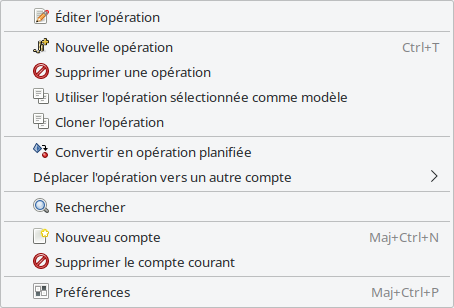 Éditer l'opération
Nouvelle opération Ctrl+T
Supprimer une opération
Utiliser l'opération sélectionnée comme modèle
Cloner l'opération
Convertir en opération planifiée
Déplacer l'opération vers un autre compte
Rechercher
Nouveau compte Maj+Ctrl+N
Supprimer le compte courant
Préférences Maj+Ctrl+P